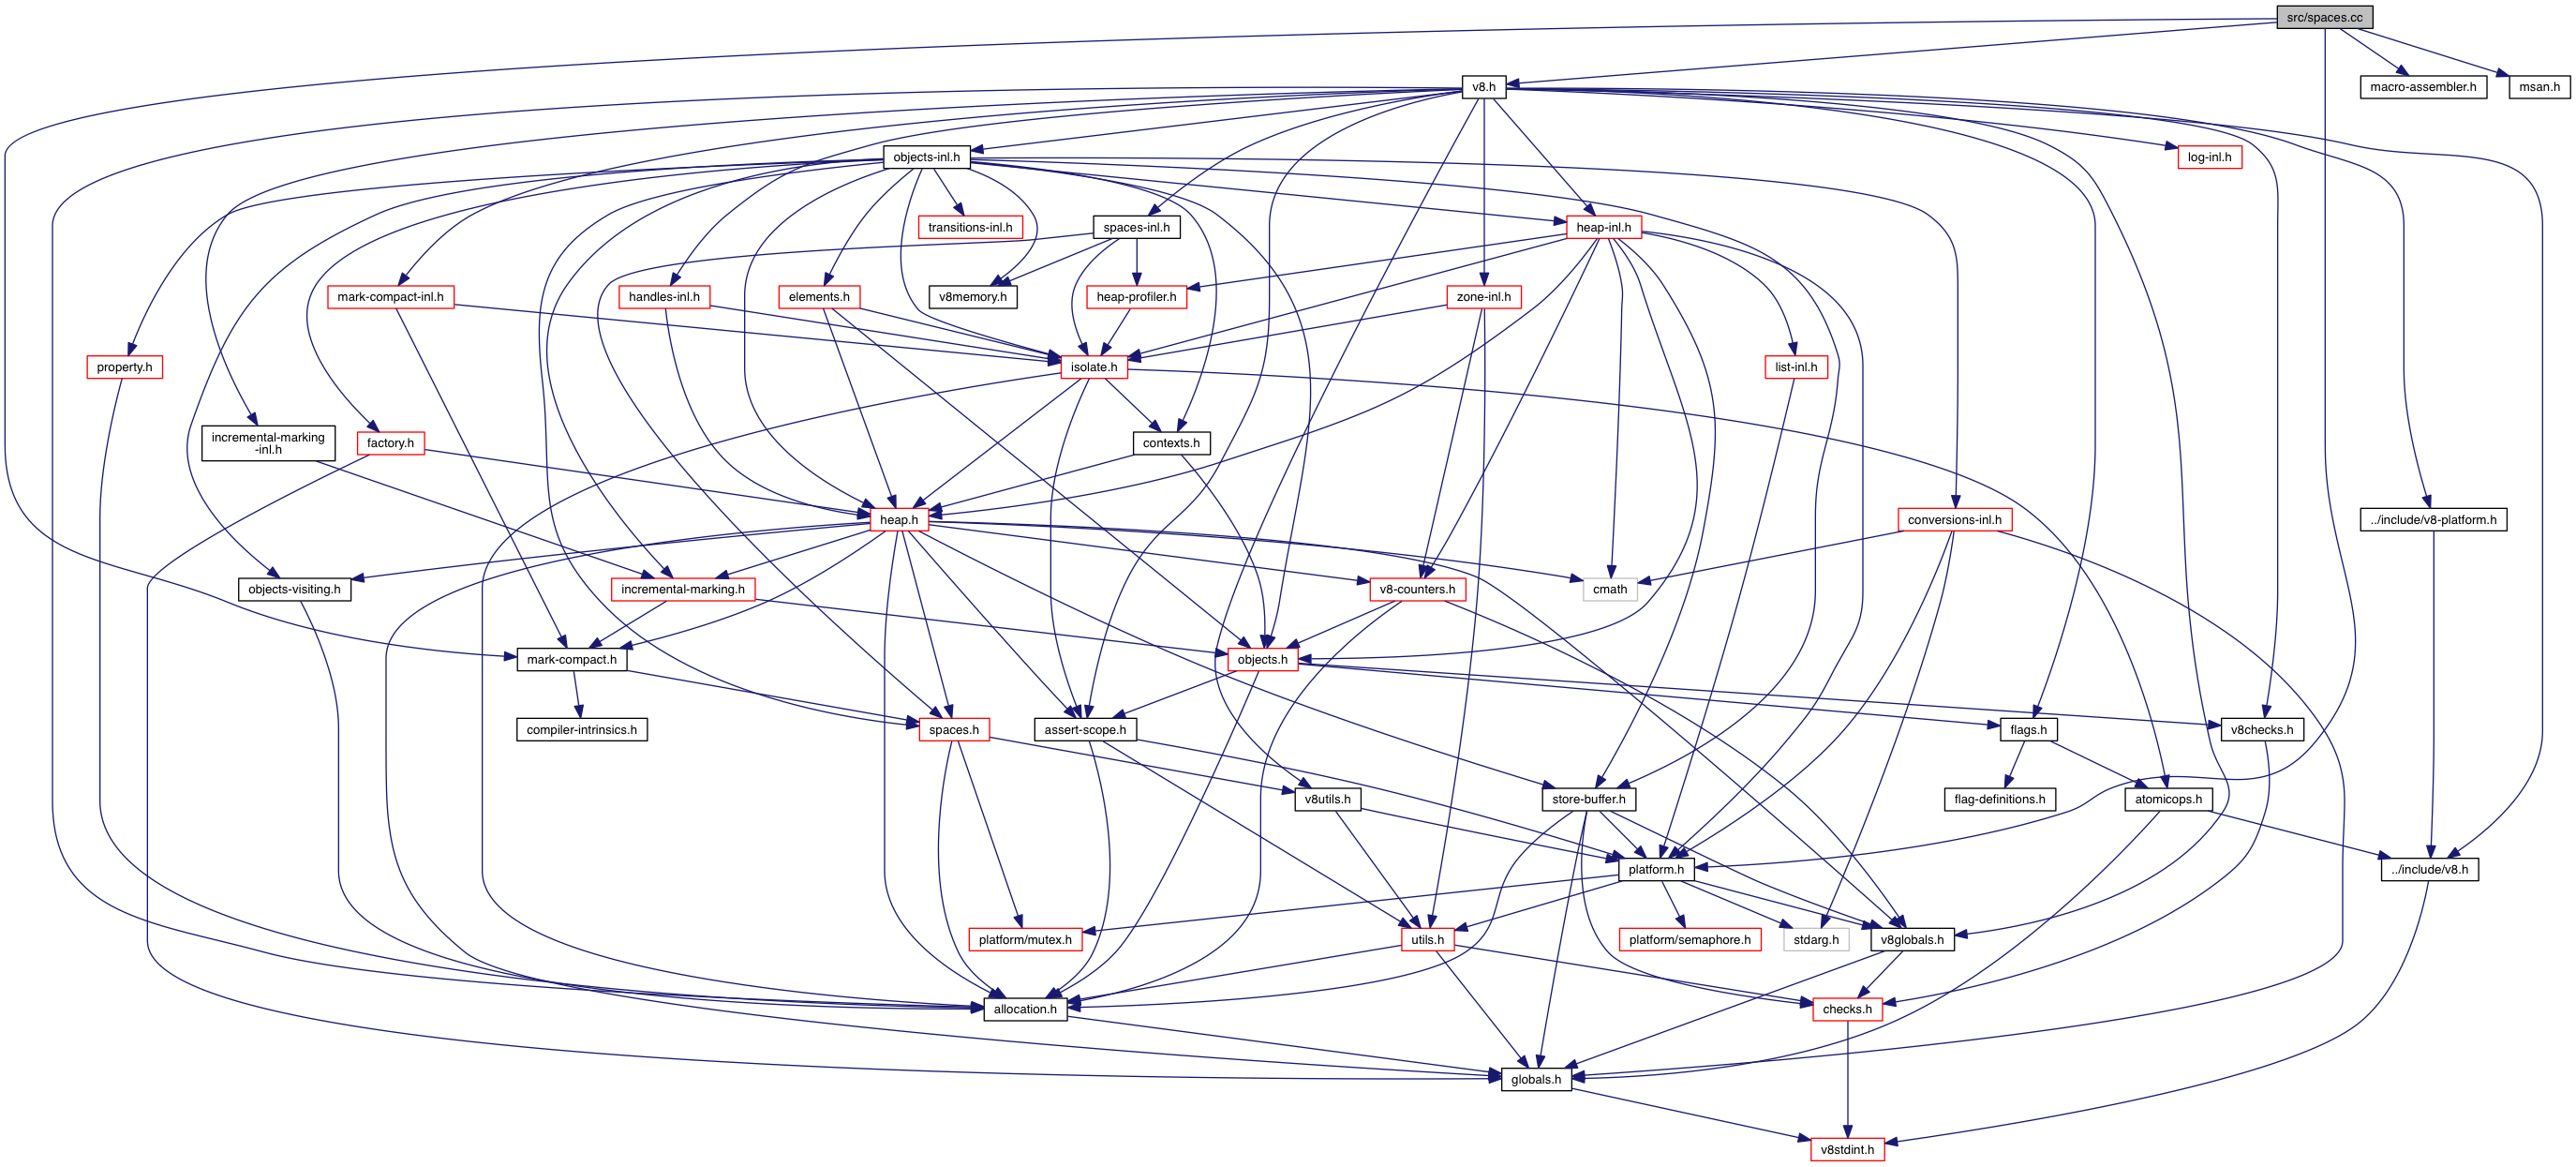 src/spaces.cc
v8.h
macro-assembler.h
msan.h
objects-inl.h
log-inl.h
transitions-inl.h
spaces-inl.h
heap-inl.h
mark-compact-inl.h
handles-inl.h
elements.h
v8memory.h
heap-profiler.h
zone-inl.h
property.h
isolate.h
list-inl.h
incremental-marking
-inl.h
factory.h
contexts.h
heap.h
conversions-inl.h
../include/v8-platform.h
objects-visiting.h
incremental-marking.h
v8-counters.h
cmath
mark-compact.h
objects.h
compiler-intrinsics.h
spaces.h
assert-scope.h
flags.h
v8checks.h
v8utils.h
store-buffer.h
flag-definitions.h
atomicops.h
platform.h
../include/v8.h
platform/mutex.h
utils.h
platform/semaphore.h
stdarg.h
v8globals.h
allocation.h
checks.h
globals.h
v8stdint.h